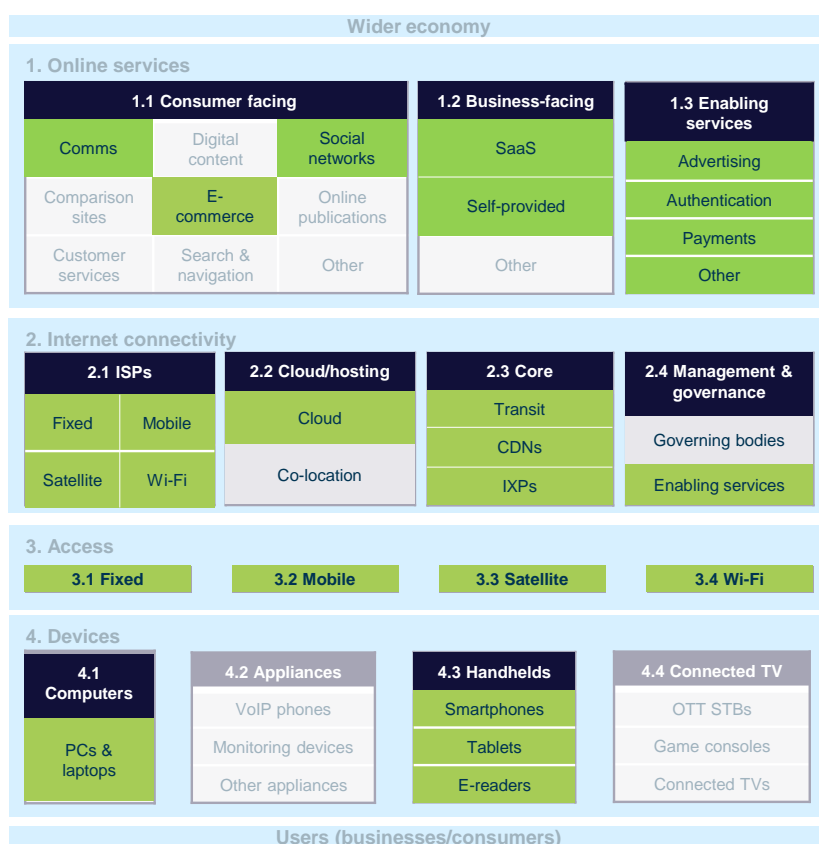 Wider economy
1. Online services
1.1 Consumer facing
Comms
Digital
content
Social
networks
Comparison
sites
E-
commerce
Online
publications
Customer
services
Search &
navigation
Other
1.2 Business-facing
SaaS
Self-provided
Other
1.3 Enabling
services
Advertising
Authentication
Payments
Other
2. Internet connectivity
2.1 ISPs
Fixed
Mobile
Satellite
Wi-Fi
2.2 Cloud/hosting
Cloud
Co-location
2.3 Core
Transit
CDNs
IXPs
2.4 Management &
governance
Governing bodies
Enabling services
3. Access
3.1 Fixed
3.2 Mobile
3.3 Satellite
3.4 Wi-Fi
4. Devices
4.1
Computers
PCs &
laptops
4.2 Appliances
VoIP phones
Monitoring devices
Other appliances
4.3 Handhelds
Smartphones
Tablets
E-readers
4.4 Connected TV
OTT STBs
Game consoles
Connected TVs
Users (businesses/consumers)